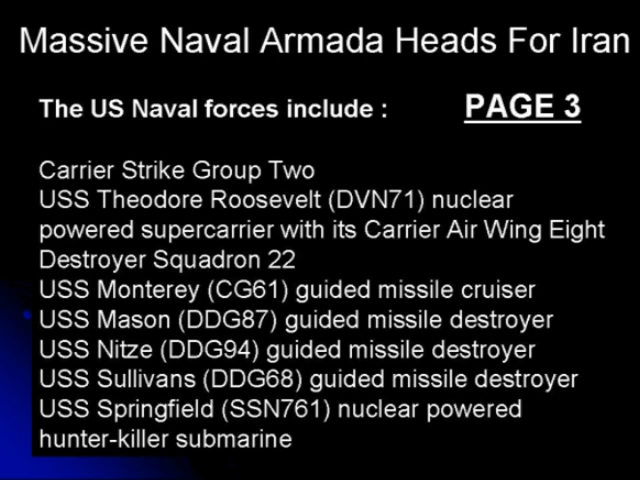 Massive Naval Armada Heads For Iran
The US Naval forces include : PAGE 3
Carrier Strike Group Two
USS Theodore Roosevelt (DVN71) nuclear
powered supercarrier with its Carrier Air Wing Eight
Destroyer Squadron 22
USS Monterey (CG61) guided missile cruiser
USS Mason (DDG87) guided missile destroyer
USS Nitze (DDG94) guided missile destroyer
USS Sullivans (DDG68) guided missile destroyer
USS Springfield (SSN761) nuclear powered
hunter-killer submarine